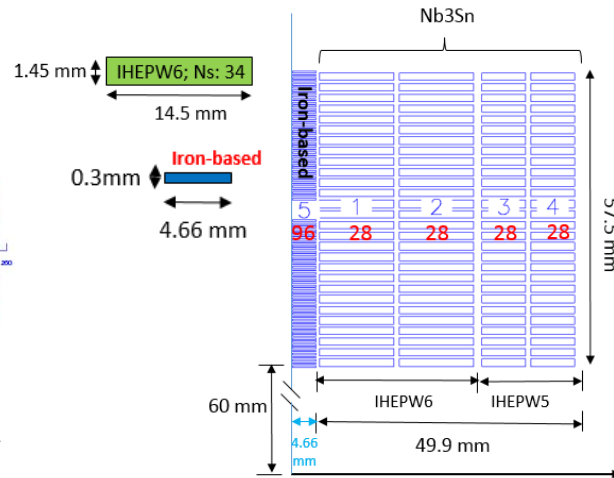 Nb3Sn
IHEPW6; Ns: 34
1.45 mm
14.5 mm
Iron-based
0.3mm
4.66 mm
Iron-based
5 1 2 3 4
96 28 28 28 28
57.5 mm
260
60 mm
IHEPW6 IHEPW5
4.66
mm
49.9 mm